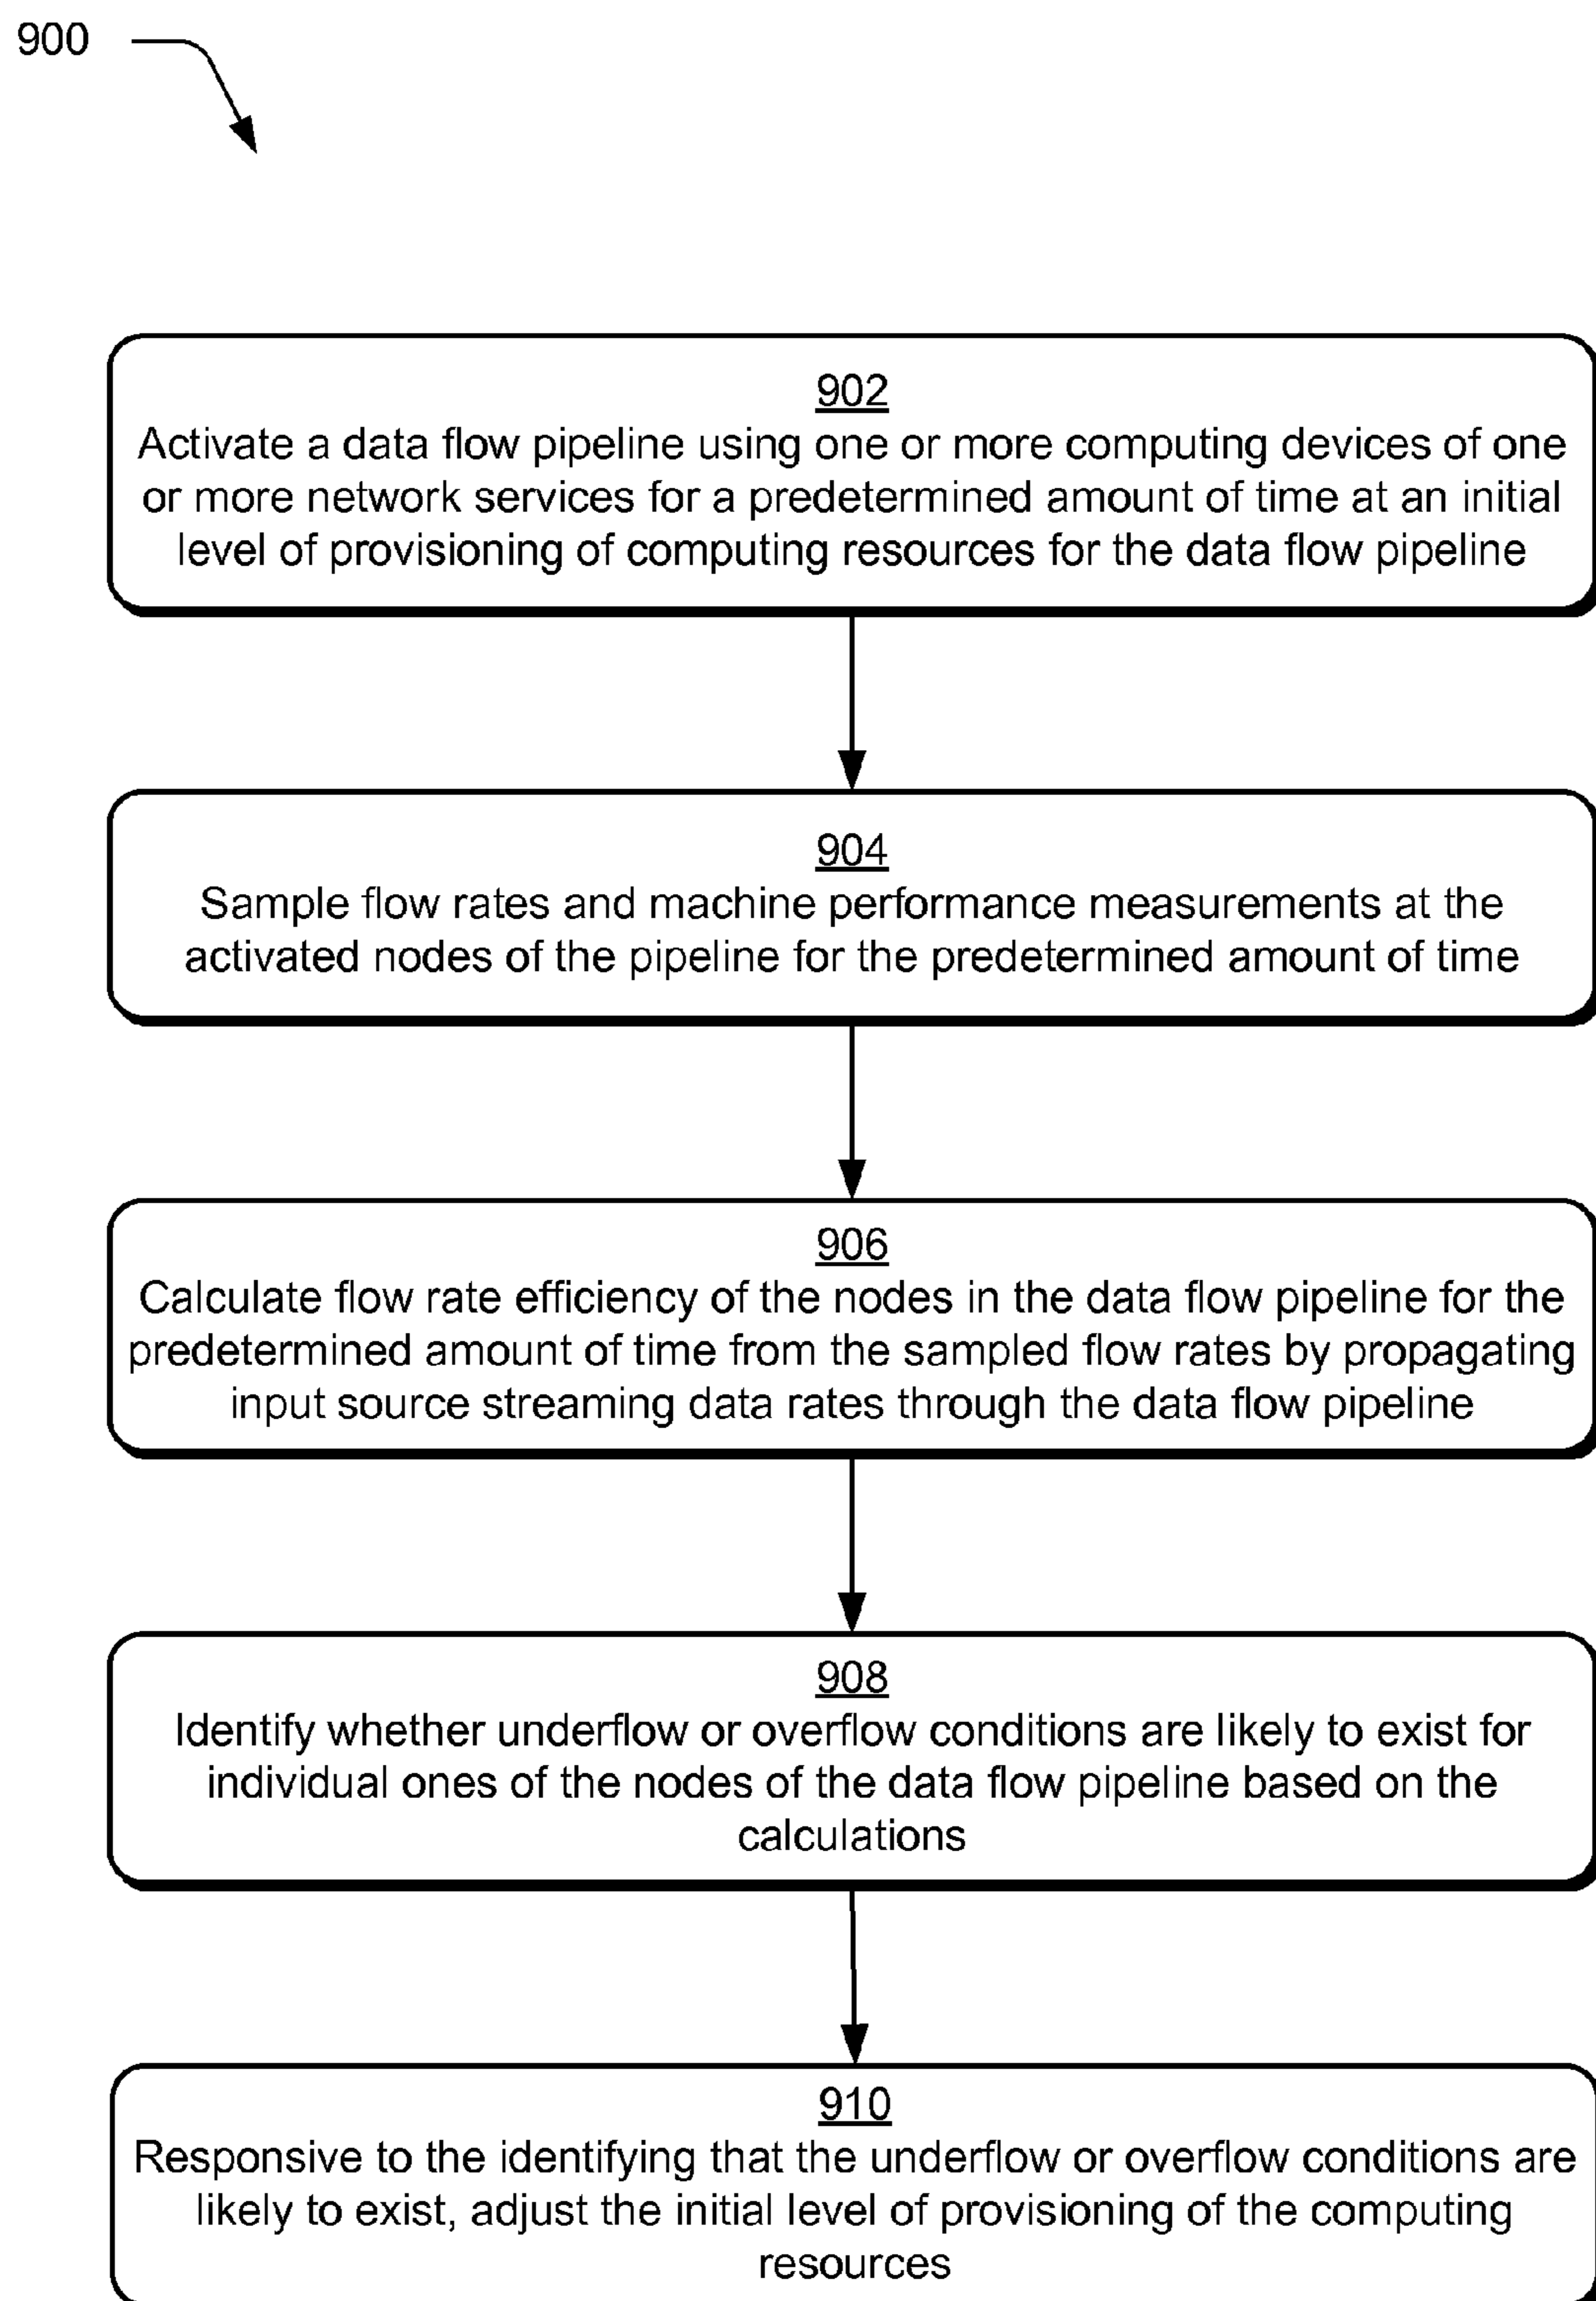 900
902
Activate a data flow pipeline using one or more computing devices of one
or more network services for a predetermined amount of time at an initial
level of provisioning of computing resources for the data flow pipeline
904
Sample flow rates and machine performance measurements at the
activated nodes of the pipeline for the predetermined amount of time
906
Calculate flow rate efficiency of the nodes in the data flow pipeline for the
predetermined amount of time from the sampled flow rates by propagating
input source streaming data rates through the data flow pipeline
908
Identify whether underflow or overflow conditions are likely to exist for
individual ones of the nodes of the data flow pipeline based on the
calculations
910
Responsive to the identifying that the underflow or overflow conditions are
likely to exist, adjust the initial level of provisioning of the computing
resources